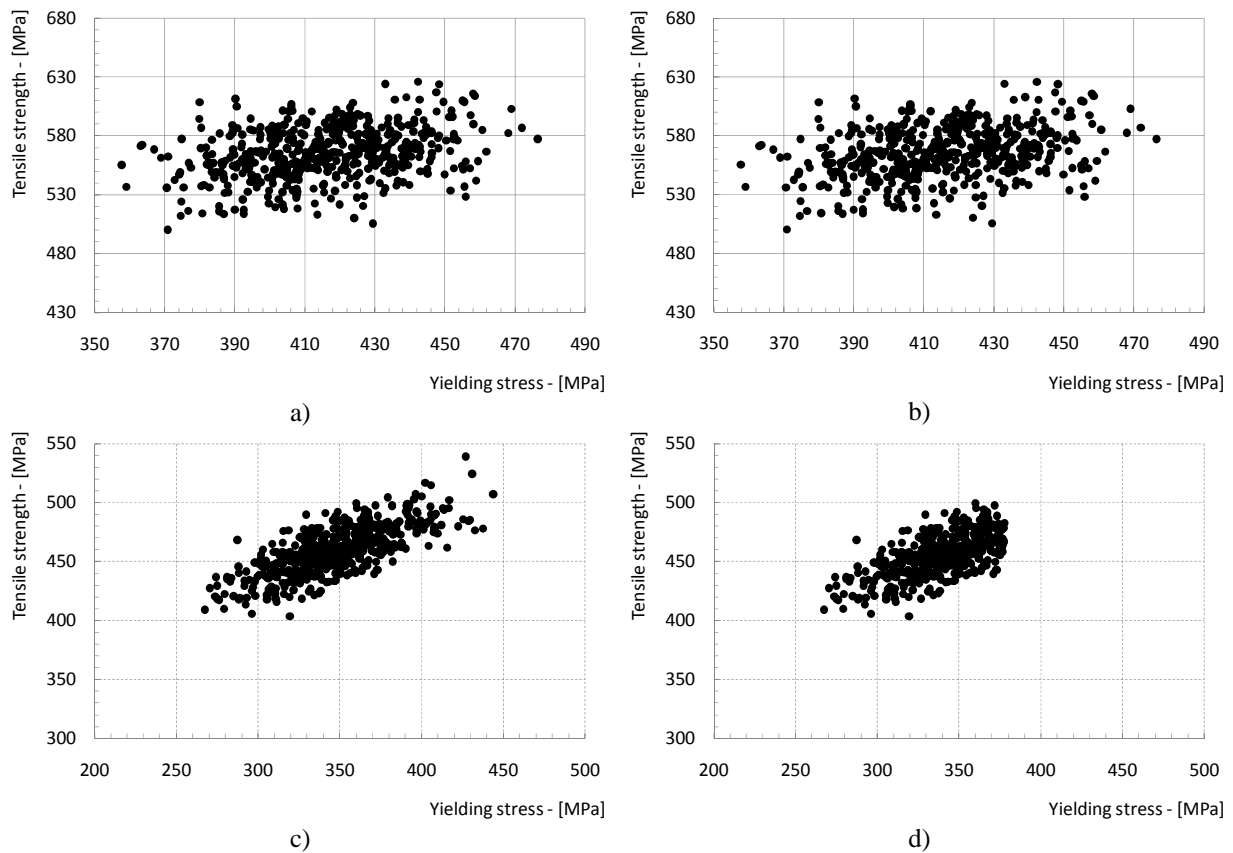 Tensile strength - [MPa]
680
630
580
530
480
430
350 370 390 410 430 450 470 490
Yielding stress - [MPa]
a)
Tensile strength - [MPa]
680
630
580
530
480
430
350 370 390 410 430 450 470 490
Yielding stress - [MPa]
b)
Tensile strength - [MPa]
550
500
450
400
350
300
200 250 300 350 400 450 500
Yielding stress - [MPa]
c)
Tensile strength - [MPa]
550
500
450
400
350
300
200 250 300 350 400 450 500
Yielding stress - [MPa]
d)